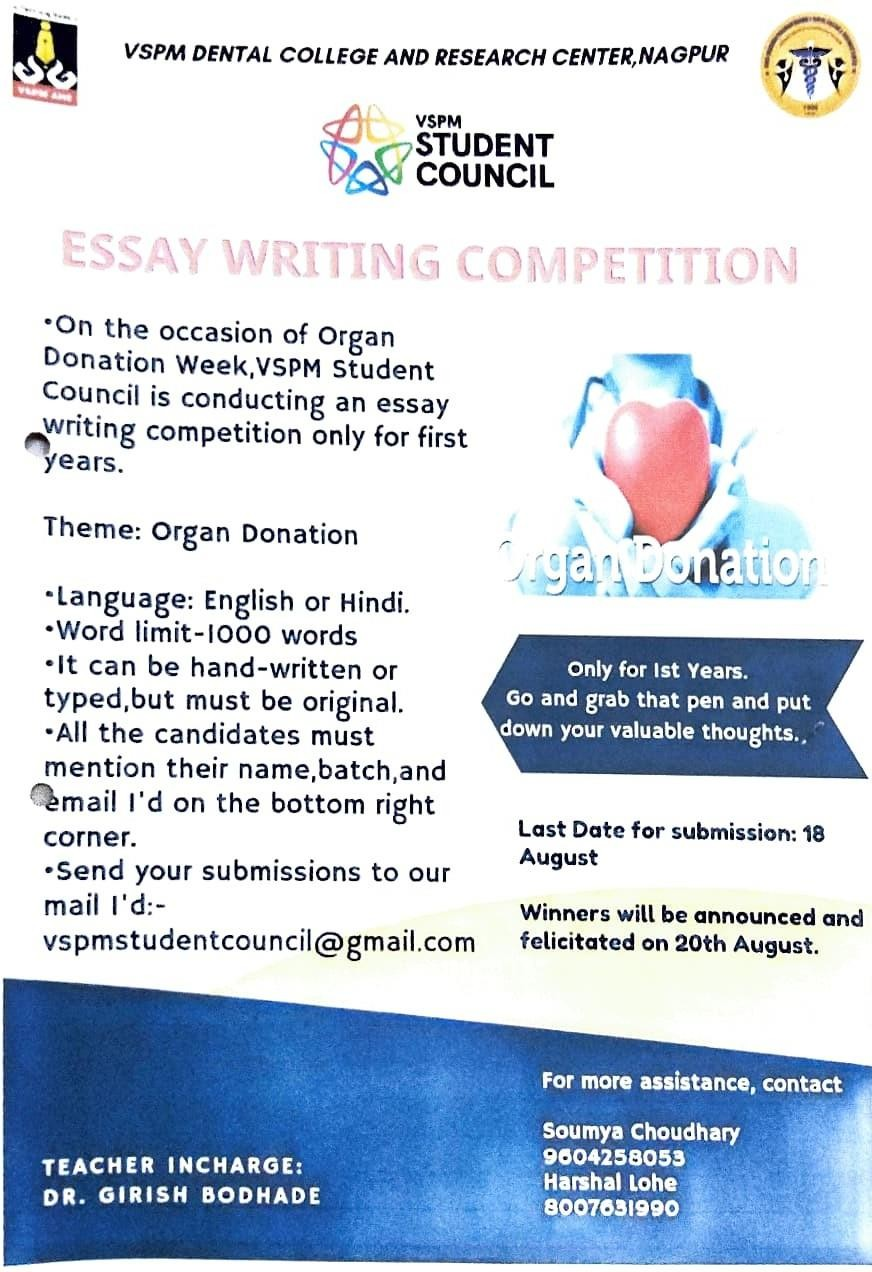 VSPM DENTAL COLLEGE AND RESEARCH CENTER,NAGPUR
VSPM
STUDENT
COUNCIL
ESSAY WRITING COMPETITION
•On the occasion of Organ
Donation Week,VSPM Student
Council is conducting an essay
writing competition only for first
years.
Theme: Organ Donation
•Language: English or Hindi.
•Word limit-1000 words
•It can be hand-written or
typed,but must be original.
•All the candidates must
mention their name,batch,and
email I'd on the bottom right
corner.
•Send your submissions to our
mail I'd:-
vspmstudentcouncil@gmail.com
Organ Donation
Only for 1st Years.
Go and grab that pen and put
down your valuable thoughts..
Last Date for submission: 18
August
Winners will be announced and
felicitated on 20th August.
For more assistance, contact
Soumya Choudhary
9604258053
Harshal Lohe
8007631990
TEACHER INCHARGE:
DR. GIRISH BODHADE